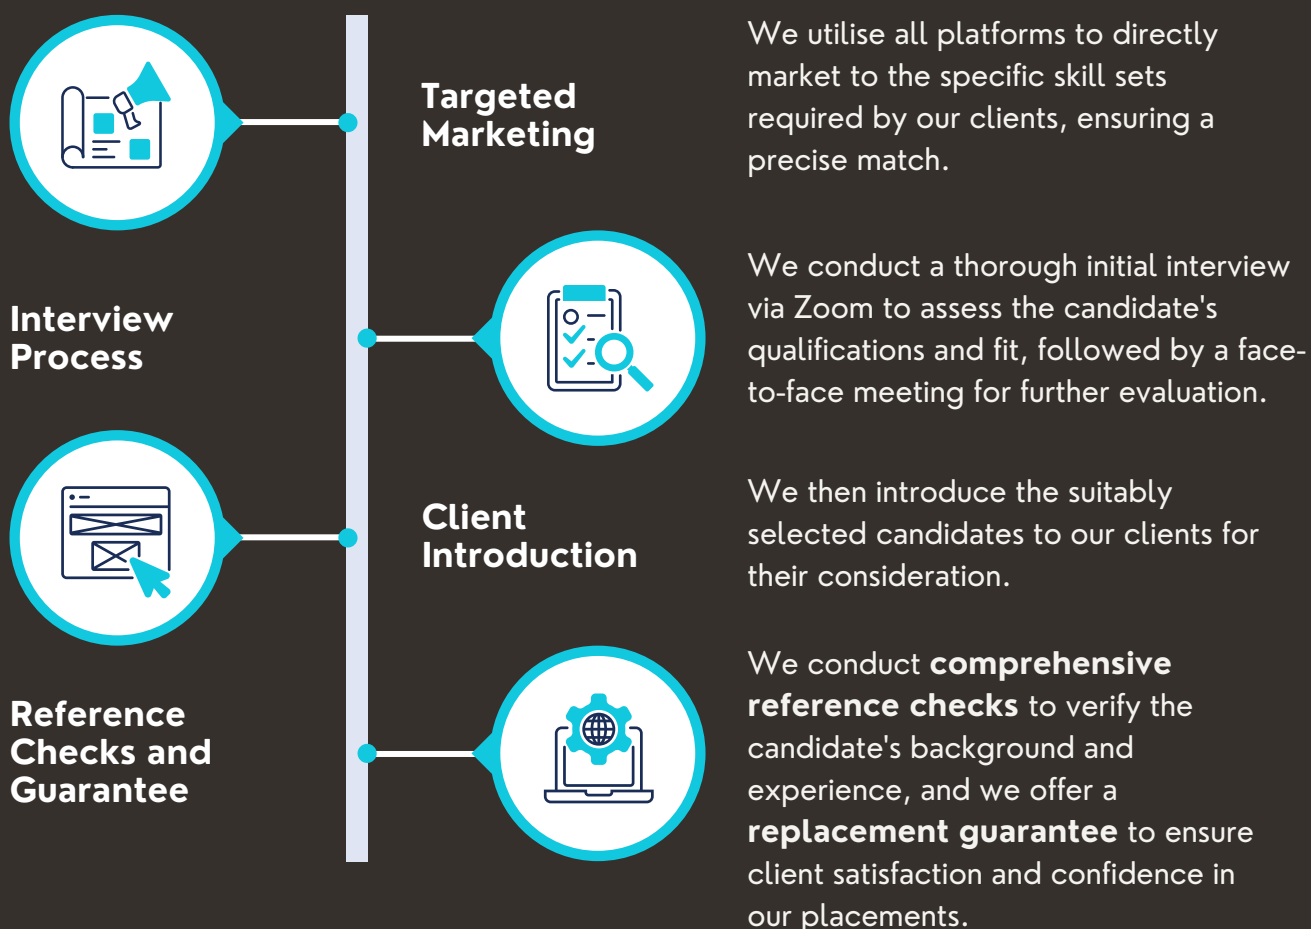 Targeted
Marketing
We utilise all platforms to directly
market to the specific skill sets
required by our clients, ensuring a
precise match.
Interview
Process
We conduct a thorough initial interview
via Zoom to assess the candidate's
qualifications and fit, followed by a face-
to-face meeting for further evaluation.
Client
Introduction
We then introduce the suitably
selected candidates to our clients for
their consideration.
Reference
Checks and
Guarantee
We conduct comprehensive
reference checks to verify the
candidate's background and
experience, and we offer a
replacement guarantee to ensure
client satisfaction and confidence in
our placements.